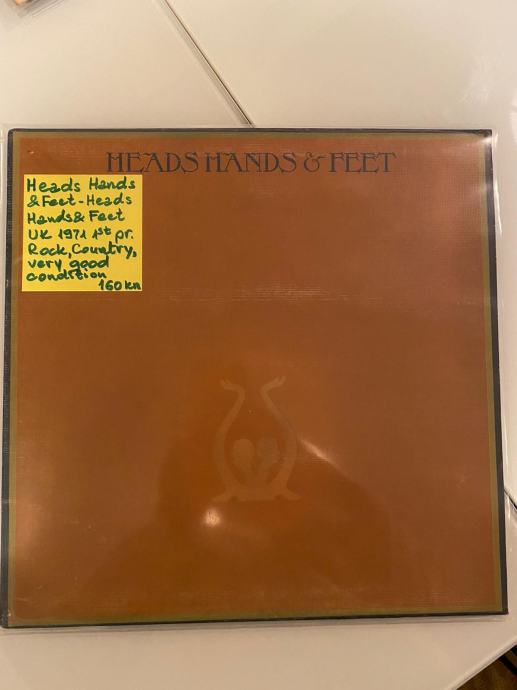 HEADS HANDS & FEET
Heads Hands
& Feet-Heads
Hands& Feet
UK 1971 1st pr.
Rock, Country,
very good
condition
160 kn